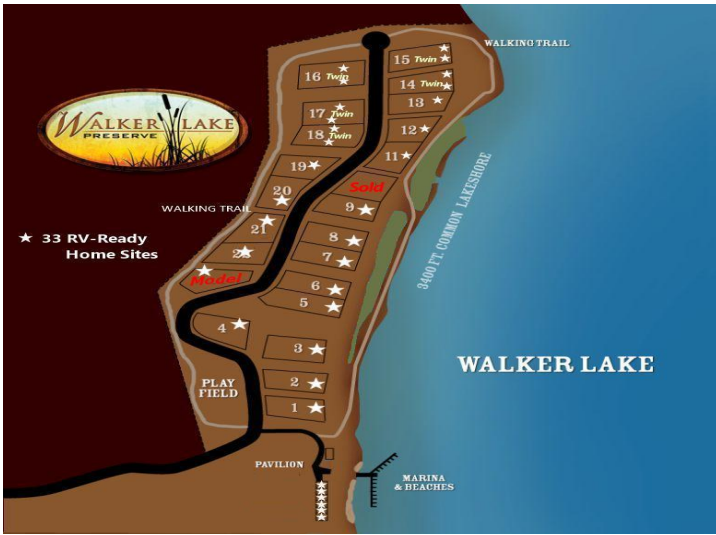 WALKING TRAIL
15 Twin
16 Twin
14 Twin
13
17 Twin
WALKER LAKE
PRESERVE
12
18 Twin
11
19
Sold
20
WALKING TRAIL
9
21
33 RV-Ready
Home Sites
8
7
Model
6
5
3400 FT. COMMON LAKESHORE
4
3
WALKER LAKE
2
PLAY
FIELD
1
PAVILION
MARINA
& BEACHES